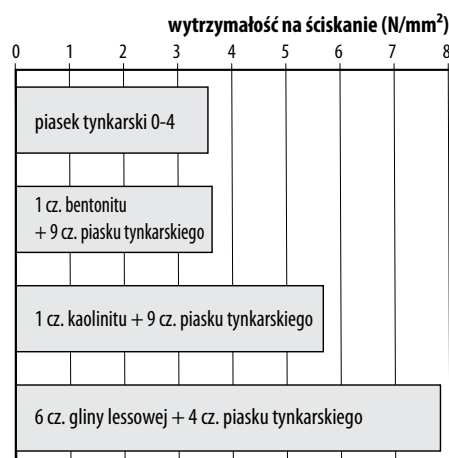 wytrzymałość na ściskanie (N/mm²)
0 1 2 3 4 5 6 7 8
piasek tynkarski 0-4
1 cz. bentonitu
+ 9 cz. piasku tynkarskiego
1 cz. kaolinitu + 9 cz. piasku tynkarskiego
6 cz. gliny lessowej + 4 cz. piasku tynkarskiego